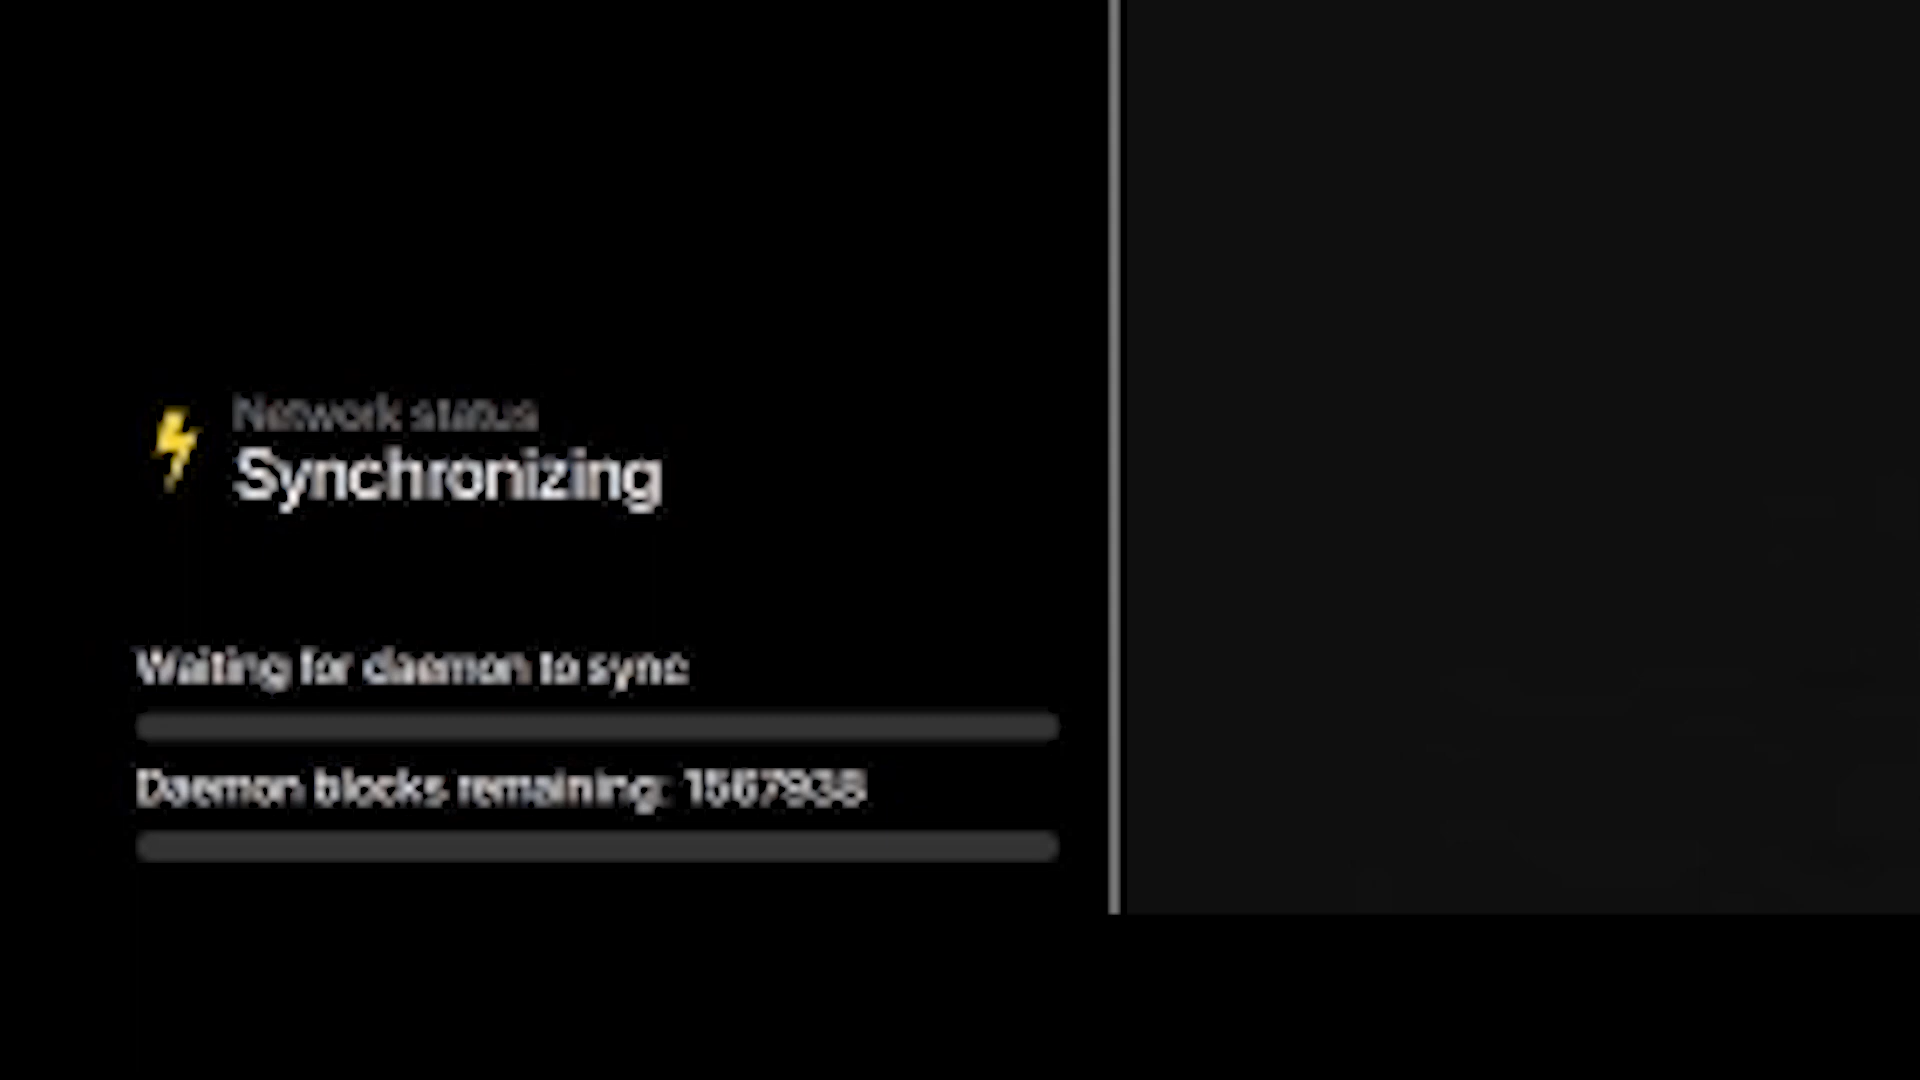 Network status
Synchronizing
Waiting for daemon to sync
Daemon blocks remaining: 1567938